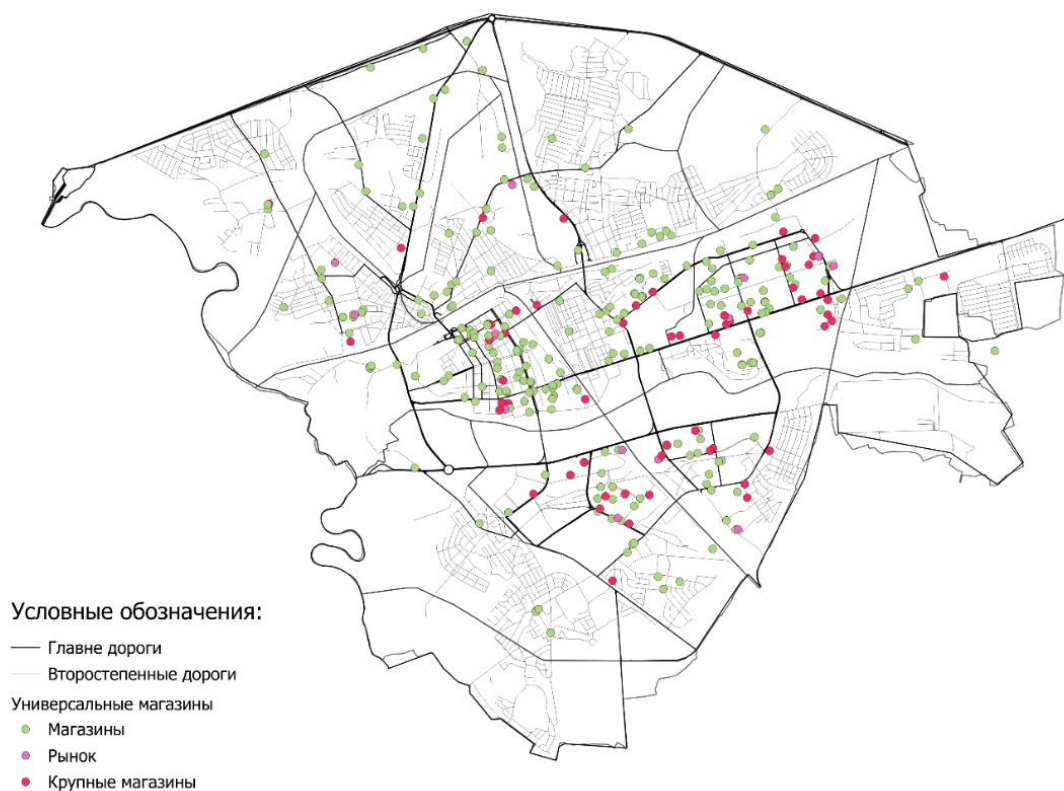 Условные обозначения:
Главне дороги
Второстепенные дороги
Универсальные магазины
Магазины
Рынок
Крупные магазины